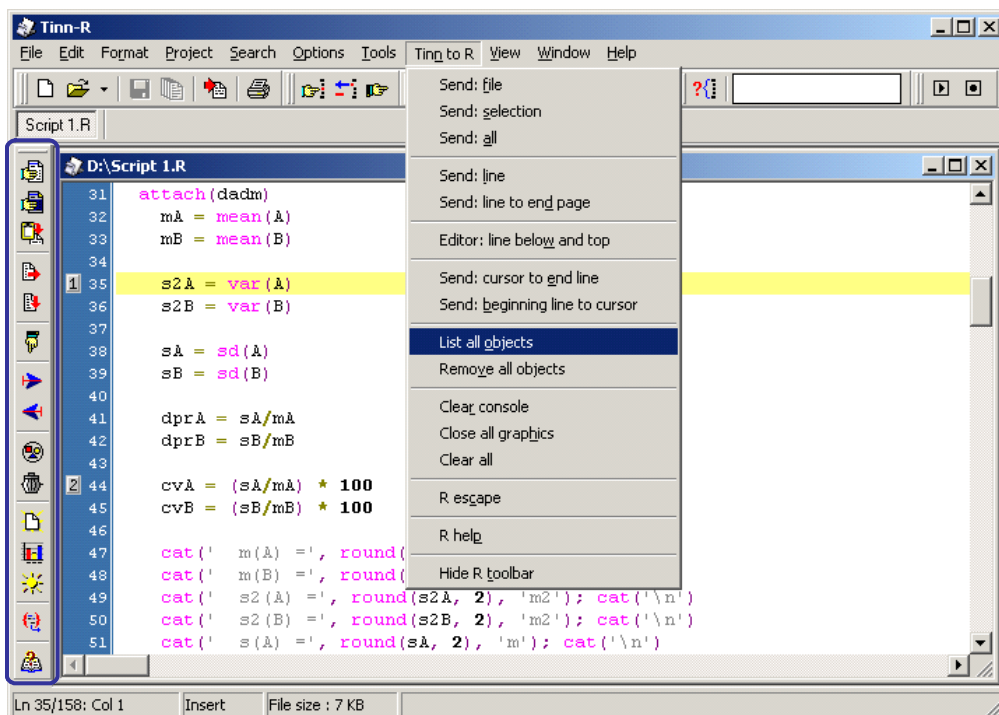 Tinn-R
File Edit Format Project Search Options Tools Tinn to R View Window Help
?{
Script 1.R
D:\Script 1.R
31 attach(dadm)
32 mA = mean(A)
33 mB = mean(B)
34
1 35 s2A = var(A)
36 s2B = var(B)
37
38 sA = sd(A)
39 sB = sd(B)
40
41 dprA = sA/mA
42 dprB = sB/mB
43
2 44 cvA = (sA/mA) * 100
45 cvB = (sB/mB) * 100
46
47 cat('   m(A) =', round(
48 cat('   m(B) =', round(
49 cat('   s2(A) =', round(s2A, 2), 'm2'); cat('\n')
50 cat('   s2(B) =', round(s2B, 2), 'm2'); cat('\n')
51 cat('   s(A) =', round(sA, 2), 'm'); cat('\n')
Send: file
Send: selection
Send: all
Send: line
Send: line to end page
Editor: line below and top
Send: cursor to end line
Send: beginning line to cursor
List all objects
Remove all objects
Clear console
Close all graphics
Clear all
R escape
R help
Hide R toolbar
Ln 35/158: Col 1 Insert File size : 7 KB